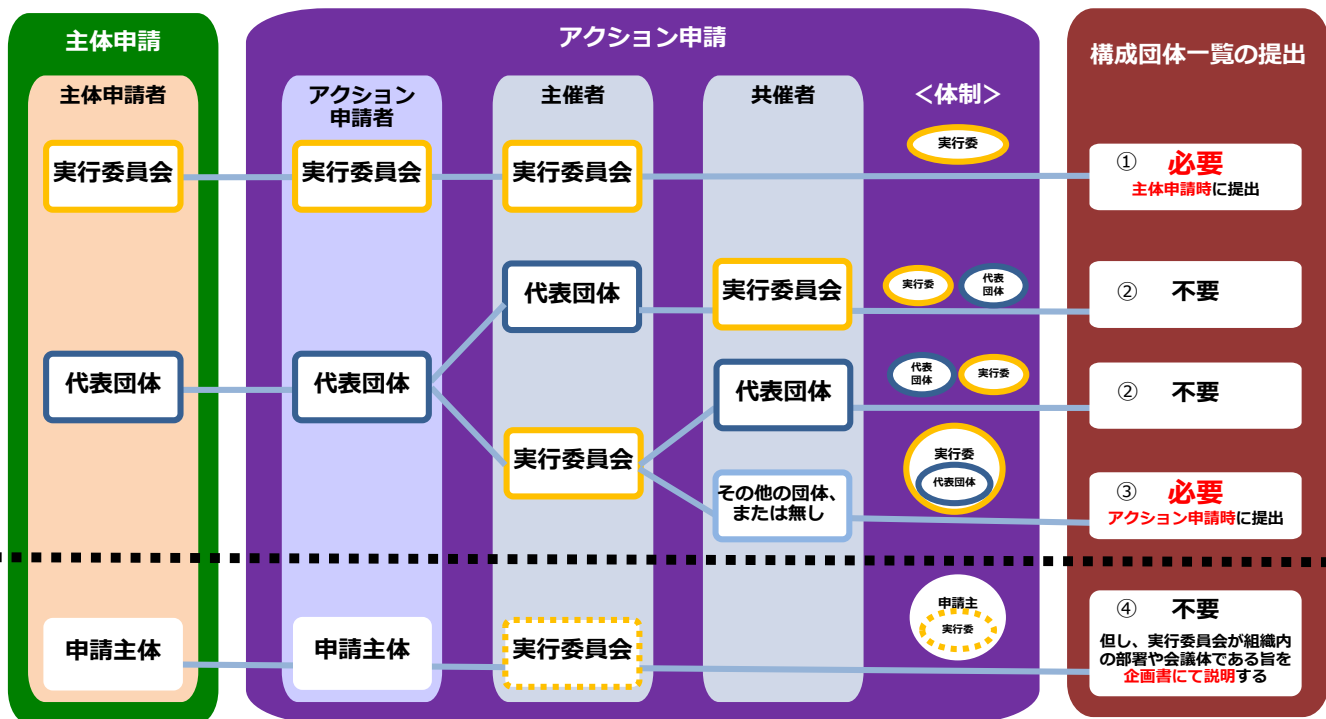 主体申請
アクション申請
構成団体一覧の提出
主体申請者
アクション
申請者
主催者
共催者
＜体制＞
実行委員会
実行委員会
実行委員会
実行委
① 必要
主体申請時に提出
代表団体
実行委員会
実行委
代表
団体
② 不要
代表団体
代表団体
代表団体
代表
団体
実行委
② 不要
実行委員会
その他の団体、
または無し
実行委
代表団体
③ 必要
アクション申請時に提出
申請主体
申請主体
実行委員会
申請主
実行委
④ 不要
但し、実行委員会が組織内
の部署や会議体である旨を
企画書にて説明する